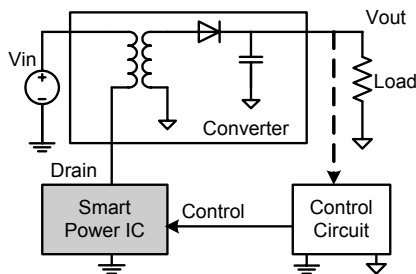 Vout
Vin
Load
Converter
Drain
Smart
Power IC
Control
Control
Circuit